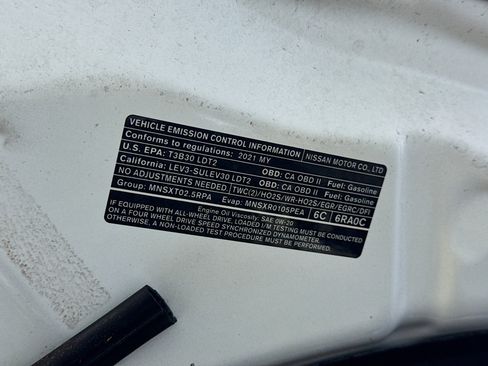 VEHICLE EMISSION CONTROL INFORMATION NISSAN MOTOR CO., LTD
Conforms to regulations: 2021 MY
U.S. EPA: T3B30 LDT2 OBD: CA OBD II Fuel: Gasoline
California: LEV3-SULEV30 LDT2 OBD: CA OBD II Fuel: Gasoline
NO ADJUSTMENTS NEEDED TWC(2)/HO2S/WR-HO2S/EGR/EGRC/DFI
Group: MNSXT02.5RPA Evap: MNSXR0105PEA 6C 6RA0C
Engine Oil Viscosity: SAE 0W-20
IF EQUIPPED WITH ALL-WHEEL DRIVE, LOADED I/M TESTING MUST BE CONDUCTED
ON A FOUR WHEEL DRIVE SPEED SYNCHRONIZED DYNAMOMETER.
OTHERWISE, A NON-LOADED TEST PROCEDURE MUST BE PERFORMED.